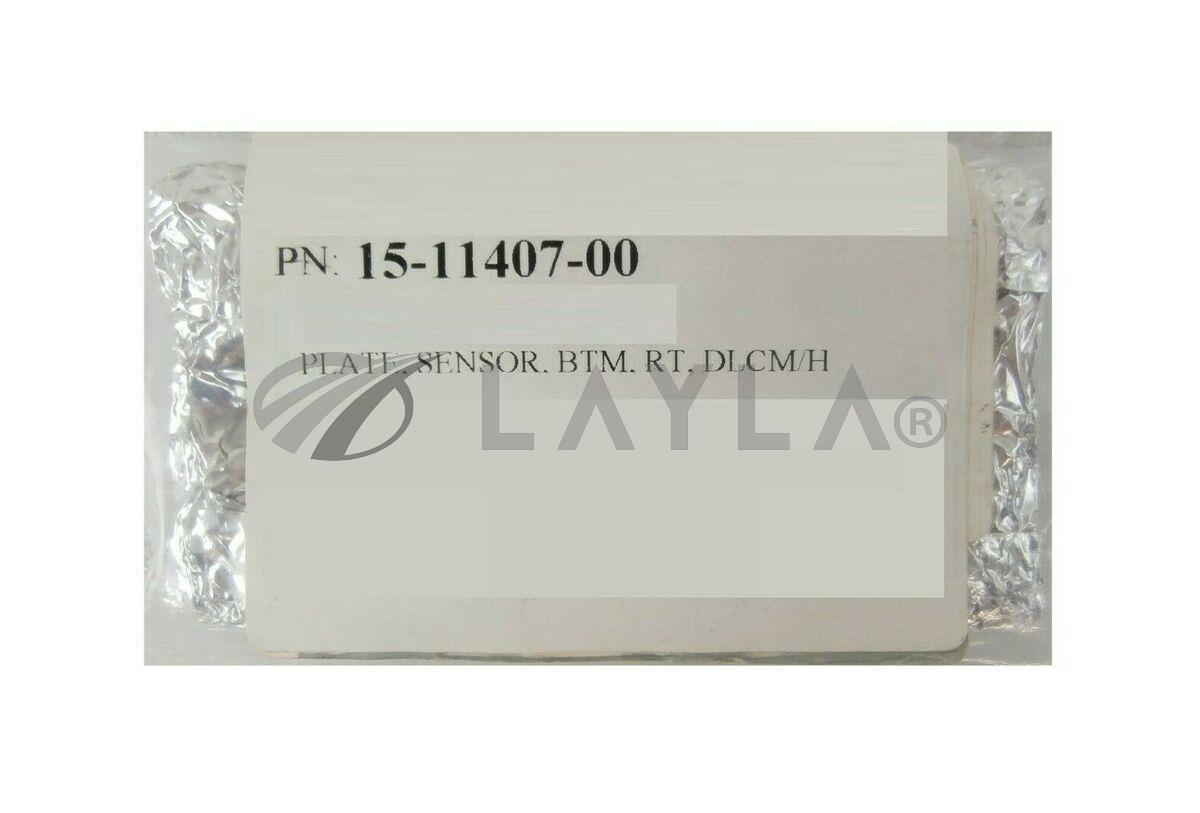 PN: 15-11407-00
PLATE, SENSOR, BTM, RT, DLCM/H
LAYLA®